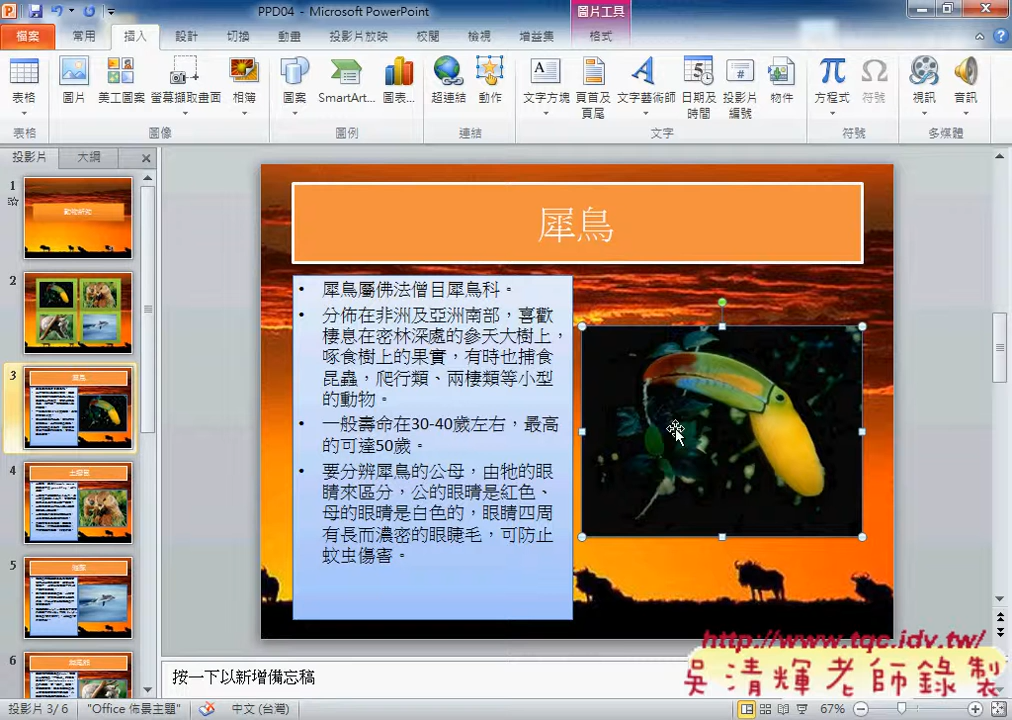 PPD04 - Microsoft PowerPoint
圖片工具
檔案 常用 插入 設計 切換 動畫 投影片放映 校閱 檢視 增益集 格式
表格 圖片 美工圖案 螢幕擷取畫面 相簿 圖案 SmartArt... 圖表... 超連結 動作 文字方塊 頁首及頁尾 文字藝術師 日期及時間 投影片編號 物件 方程式 符號 視訊 音訊
表格 圖像 圖例 連結 文字 符號 多媒體
投影片 大綱
1
2
3
4
5
6
犀鳥
• 犀鳥屬佛法僧目犀鳥科。
• 分佈在非洲及亞洲南部，喜歡
棲息在密林深處的參天大樹上，
啄食樹上的果實，有時也捕食
昆蟲，爬行類、兩棲類等小型
的動物。
• 一般壽命在30-40歲左右，最高
的可達50歲。
• 要分辨犀鳥的公母，由牠的眼
睛來區分，公的眼睛是紅色、
母的眼睛是白色的，眼睛四周
有長而濃密的眼睫毛，可防止
蚊虫傷害。
http://www.tqc.idv.tw/
吳清輝老師錄製
按一下以新增備忘稿
投影片 3/6 "Office 佈景主題" 中文 (台灣) 67%